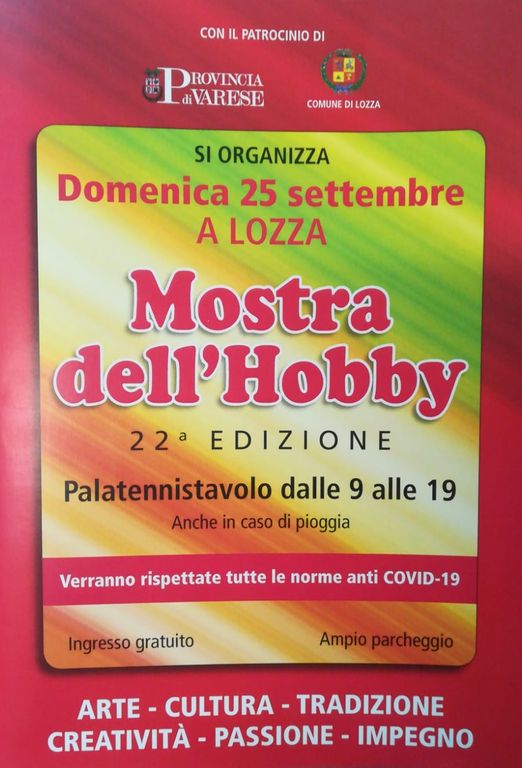 CON IL PATROCINIO DI
PROVINCIA
di VARESE
COMUNE DI LOZZA
SI ORGANIZZA
Domenica 25 settembre
A LOZZA
Mostra
dell'Hobby
22a EDIZIONE
Palatennistavolo dalle 9 alle 19
Anche in caso di pioggia
Verranno rispettate tutte le norme anti COVID-19
Ingresso gratuito Ampio parcheggio
ARTE - CULTURA - TRADIZIONE
CREATIVITÀ - PASSIONE - IMPEGNO